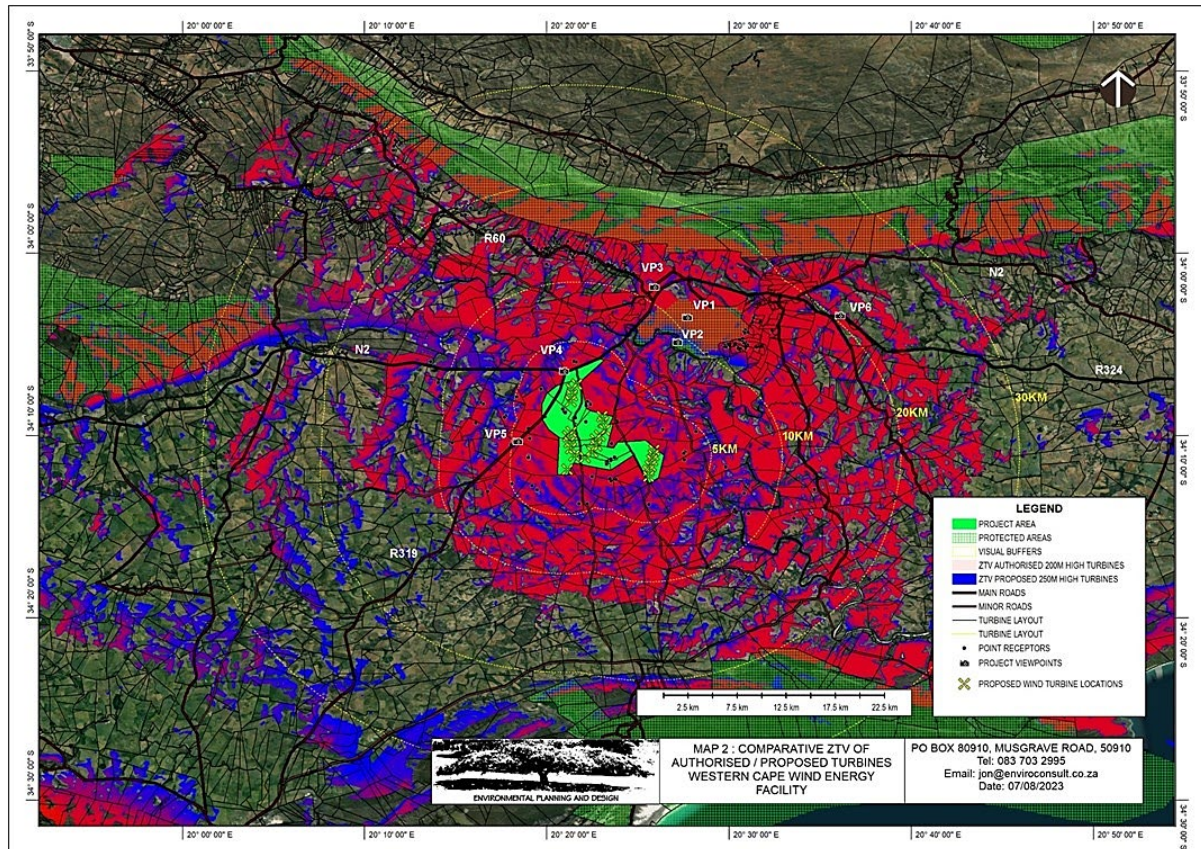 20° 00' 00" E
20° 10' 00" E
20° 20' 00" E
20° 30' 00" E
20° 40' 00" E
20° 50' 00" E
33° 50' 00" S
33° 50' 00" S
34° 00' 00" S
34° 00' 00" S
R60
N2
VP3
VP1
VP6
VP2
N2
VP4
R324
30KM
20KM
34° 10' 00" S
34° 10' 00" S
VP5
10KM
5KM
R319
34° 20' 00" S
34° 20' 00" S
LEGEND
PROJECT AREA
PROTECTED AREAS
VISUAL BUFFERS
ZTV AUTHORISED 200M HIGH TURBINES
ZTV PROPOSED 250M HIGH TURBINES
MAIN ROADS
MINOR ROADS
TURBINE LAYOUT
TURBINE LAYOUT
POINT RECEPTORS
PROJECT VIEWPOINTS
PROPOSED WIND TURBINE LOCATIONS
2.5 km 7.5 km 12.5 km 17.5 km 22.5 km
ENVIRONMENTAL PLANNING AND DESIGN
MAP 2 : COMPARATIVE ZTV OF
AUTHORISED / PROPOSED TURBINES
WESTERN CAPE WIND ENERGY
FACILITY
PO BOX 80910, MUSGRAVE ROAD, 50910
Tel: 083 703 2995
Email: jon@enviroconsult.co.za
Date: 07/08/2023
34° 30' 00" S
34° 30' 00" S
20° 00' 00" E
20° 10' 00" E
20° 20' 00" E
20° 30' 00" E
20° 40' 00" E
20° 50' 00" E